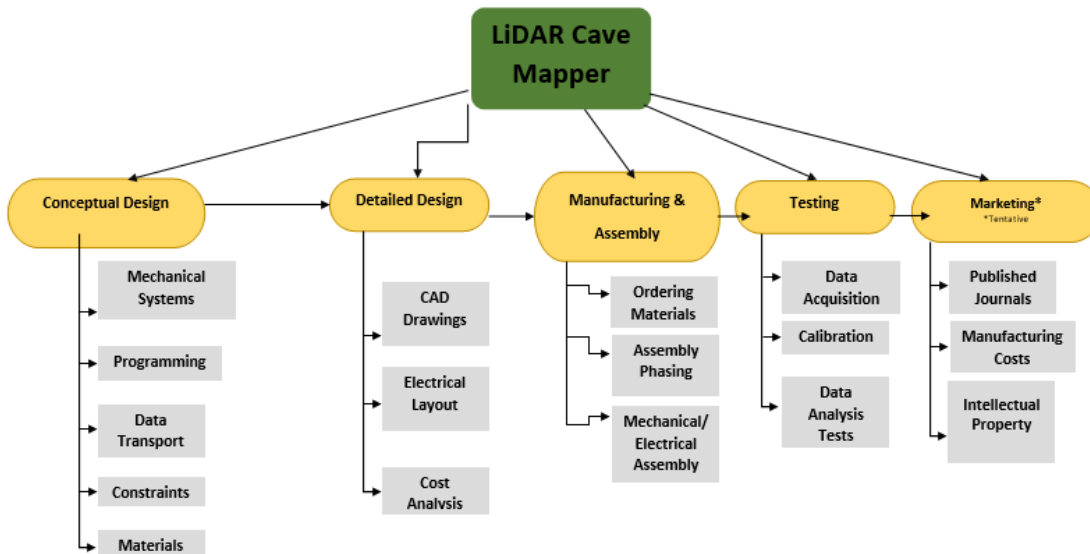 LiDAR Cave
Mapper
Conceptual Design
Detailed Design
Manufacturing &
Assembly
Testing
Marketing*
*Tentative
Mechanical
Systems
Programming
Data
Transport
Constraints
Materials
CAD
Drawings
Electrical
Layout
Cost
Analysis
Ordering
Materials
Assembly
Phasing
Mechanical/
Electrical Assembly
Data
Acquisition
Calibration
Data
Analysis
Tests
Published
Journals
Manufacturing
Costs
Intellectual
Property